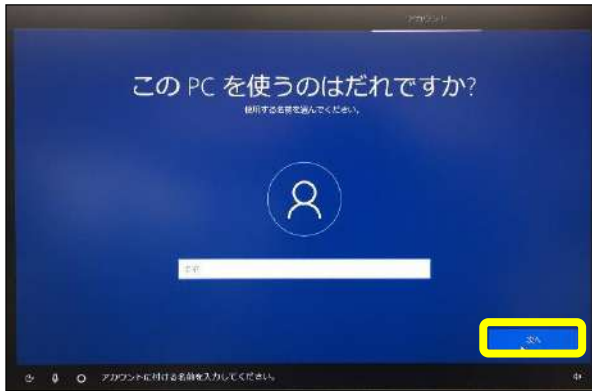 アカウント
この PC を使うのはだれですか?
使用する名前を選んでください。
名前
次へ
アカウントに付ける名前を入力してください。